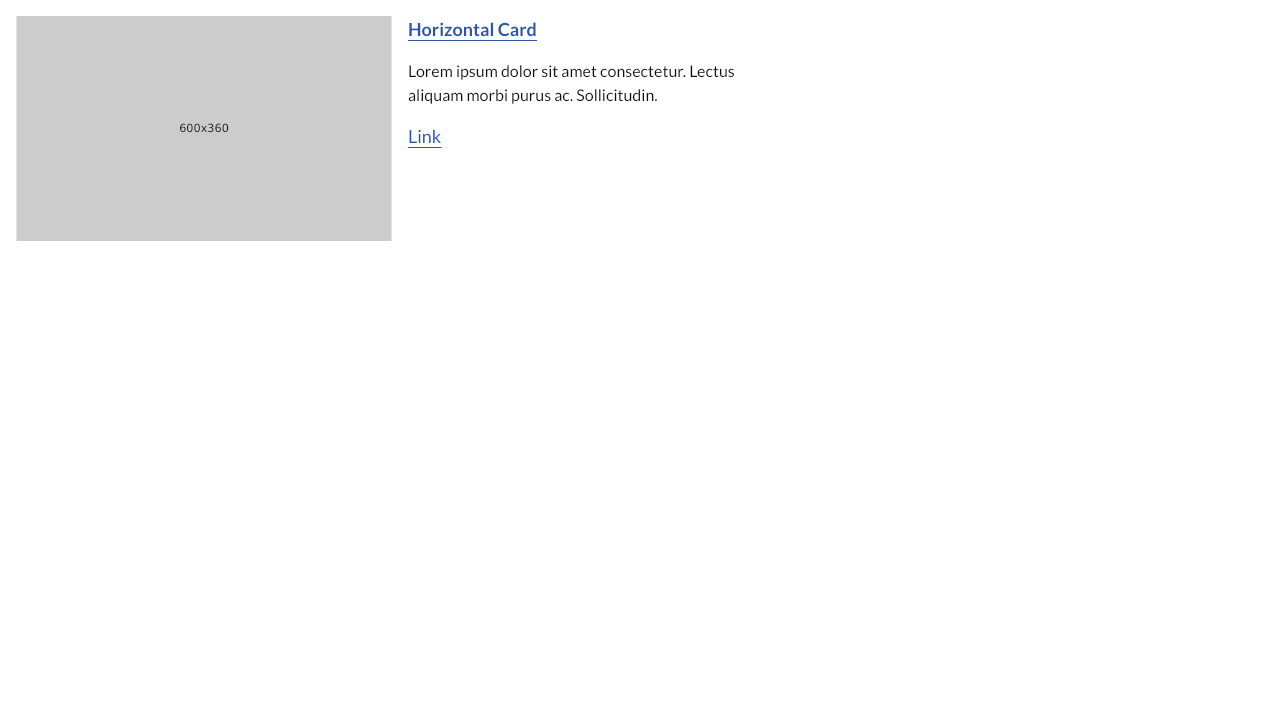 600x360
Horizontal Card
Lorem ipsum dolor sit amet consectetur. Lectus
aliquam morbi purus ac. Sollicitudin.
Link